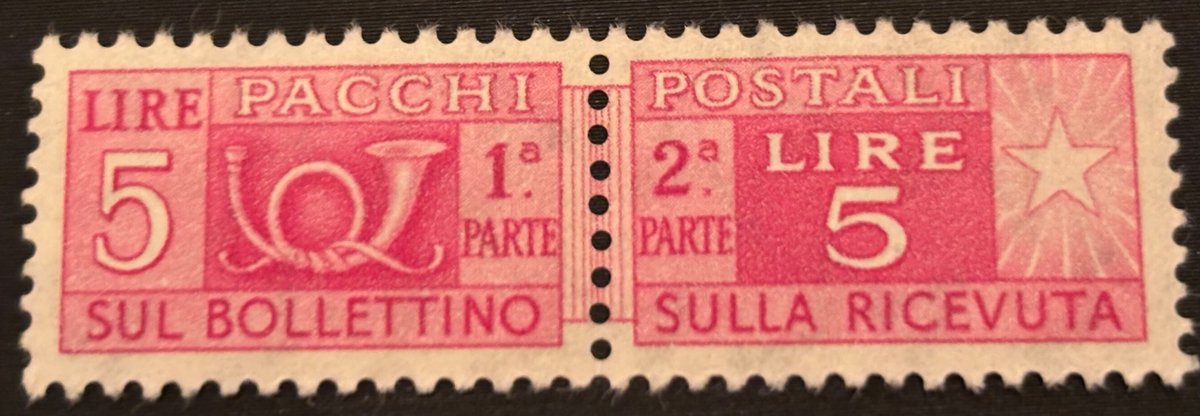 LIRE PACCHI
5
1.ª
PARTE
SUL BOLLETTINO
POSTALI
2.ª
PARTE
LIRE
5
SULLA RICEVUTA